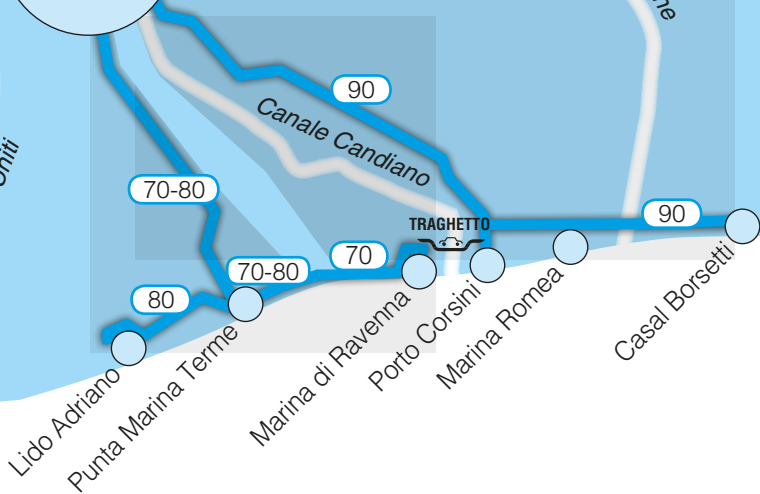 90
Canale Candiano
70-80
TRAGHETTO
90
70-80
70
80
Lido Adriano
Punta Marina Terme
Marina di Ravenna
Porto Corsini
Marina Romea
Casal Borsetti